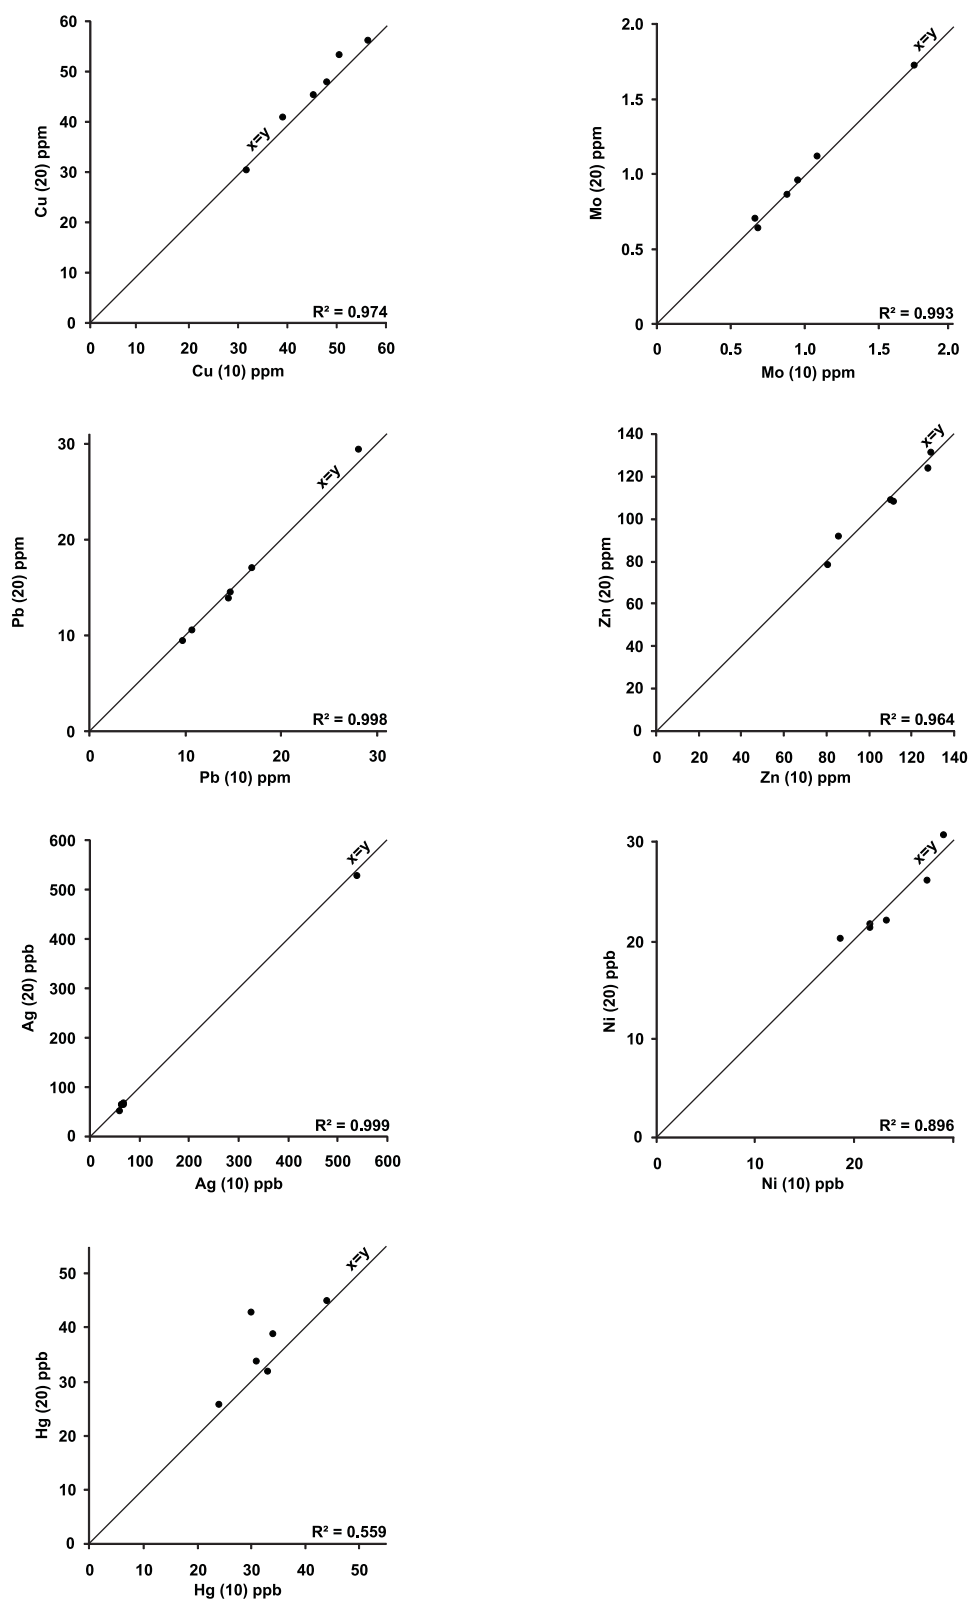 60
50
40
30
20
10
0
Cu (20) ppm
x=y
R² = 0.974
0 10 20 30 40 50 60
Cu (10) ppm
2.0
1.5
1.0
0.5
0
Mo (20) ppm
x=y
R² = 0.993
0 0.5 1.0 1.5 2.0
Mo (10) ppm
30
20
10
0
Pb (20) ppm
x=y
R² = 0.998
0 10 20 30
Pb (10) ppm
140
120
100
80
60
40
20
0
Zn (20) ppm
x=y
R² = 0.964
0 20 40 60 80 100 120 140
Zn (10) ppm
600
500
400
300
200
100
0
Ag (20) ppb
x=y
R² = 0.999
0 100 200 300 400 500 600
Ag (10) ppb
30
20
10
0
Ni (20) ppb
x=y
R² = 0.896
0 10 20
Ni (10) ppb
50
40
30
20
10
0
Hg (20) ppb
x=y
R² = 0.559
0 10 20 30 40 50
Hg (10) ppb